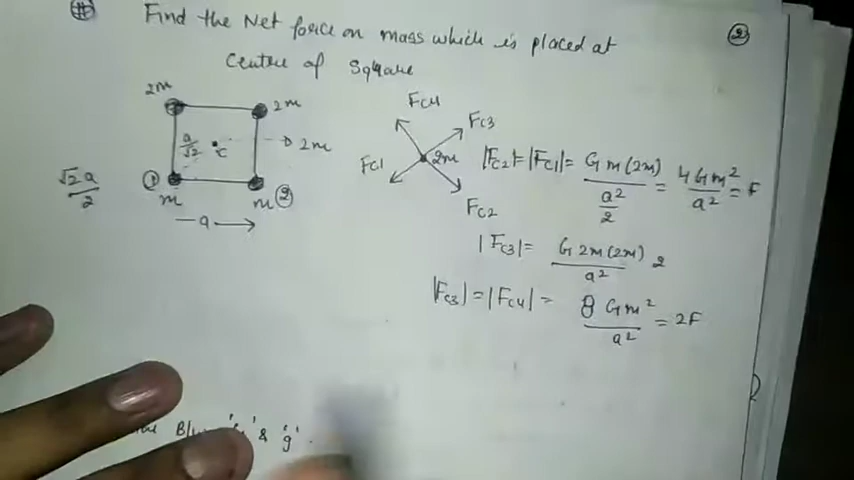 # Find the Net force on mass which is placed at ②
Centre of Square
2m 2m
a/√2 c → 2m
√2a/2
① m m ②
a
FC4 FC3
FC1 2m FC2
|FC2| = |FC1| = Gm(2m)/(a²/2) = 4Gm²/a² = F
|FC3| = G2m(2m)/a² 2
|FC3| = |FC4| = 8Gm²/a² = 2F
& 'g'.